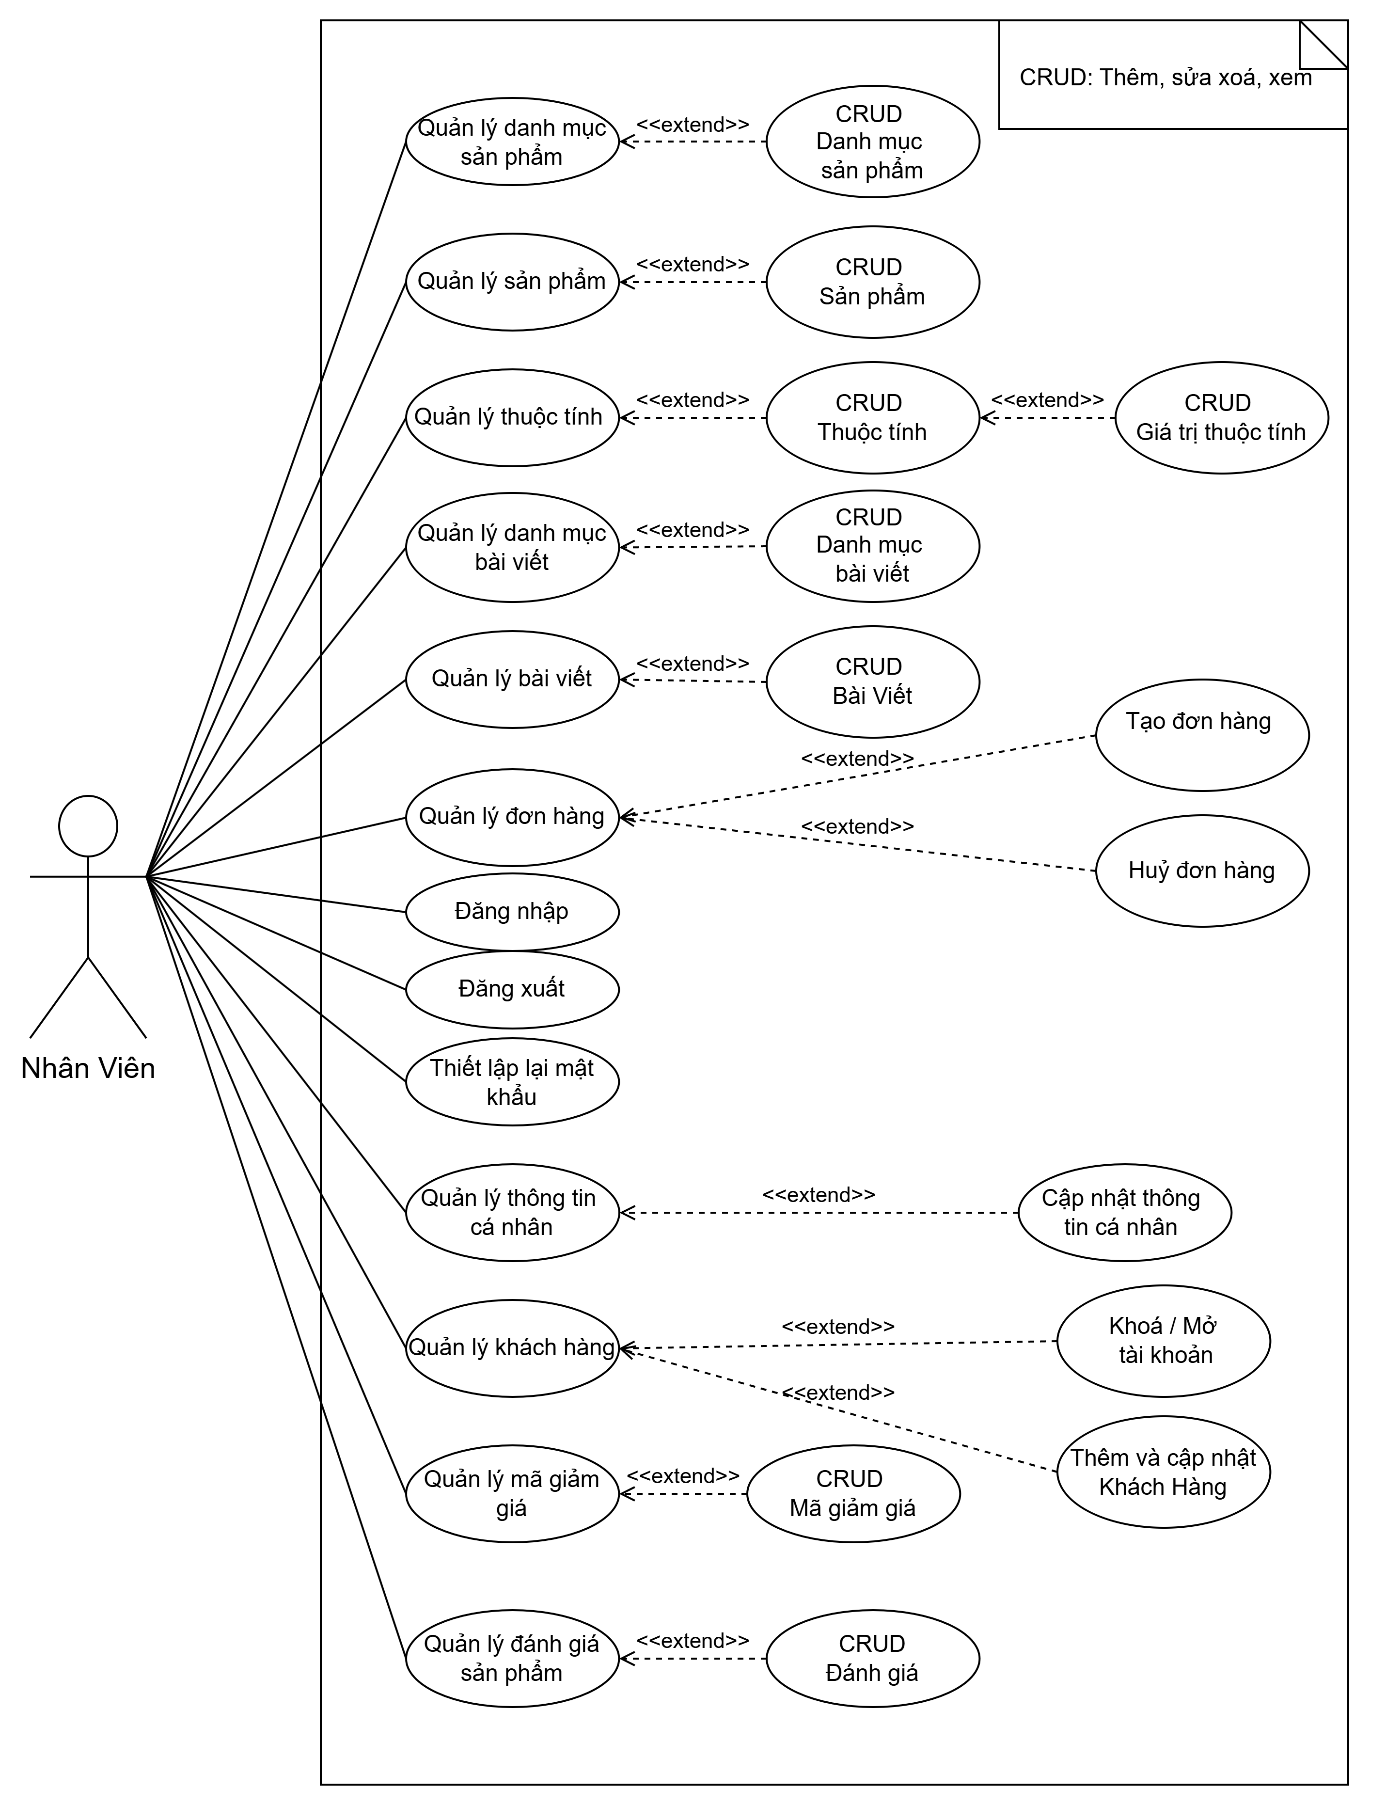 CRUD: Thêm, sửa xoá, xem
Quản lý danh mục
sản phẩm
<<extend>>
CRUD
Danh mục
sản phẩm
Quản lý sản phẩm
<<extend>>
CRUD
Sản phẩm
Quản lý thuộc tính
<<extend>>
CRUD
Thuộc tính
<<extend>>
CRUD
Giá trị thuộc tính
Quản lý danh mục
bài viết
<<extend>>
CRUD
Danh mục
bài viết
Quản lý bài viết
<<extend>>
CRUD
Bài Viết
Quản lý đơn hàng
<<extend>>
Tạo đơn hàng
<<extend>>
Huỷ đơn hàng
Đăng nhập
Đăng xuất
Nhân Viên
Thiết lập lại mật
khẩu
Quản lý thông tin
cá nhân
<<extend>>
Cập nhật thông
tin cá nhân
Quản lý khách hàng
<<extend>>
Khoá / Mở
tài khoản
<<extend>>
Thêm và cập nhật
Khách Hàng
Quản lý mã giảm
giá
<<extend>>
CRUD
Mã giảm giá
Quản lý đánh giá
sản phẩm
<<extend>>
CRUD
Đánh giá